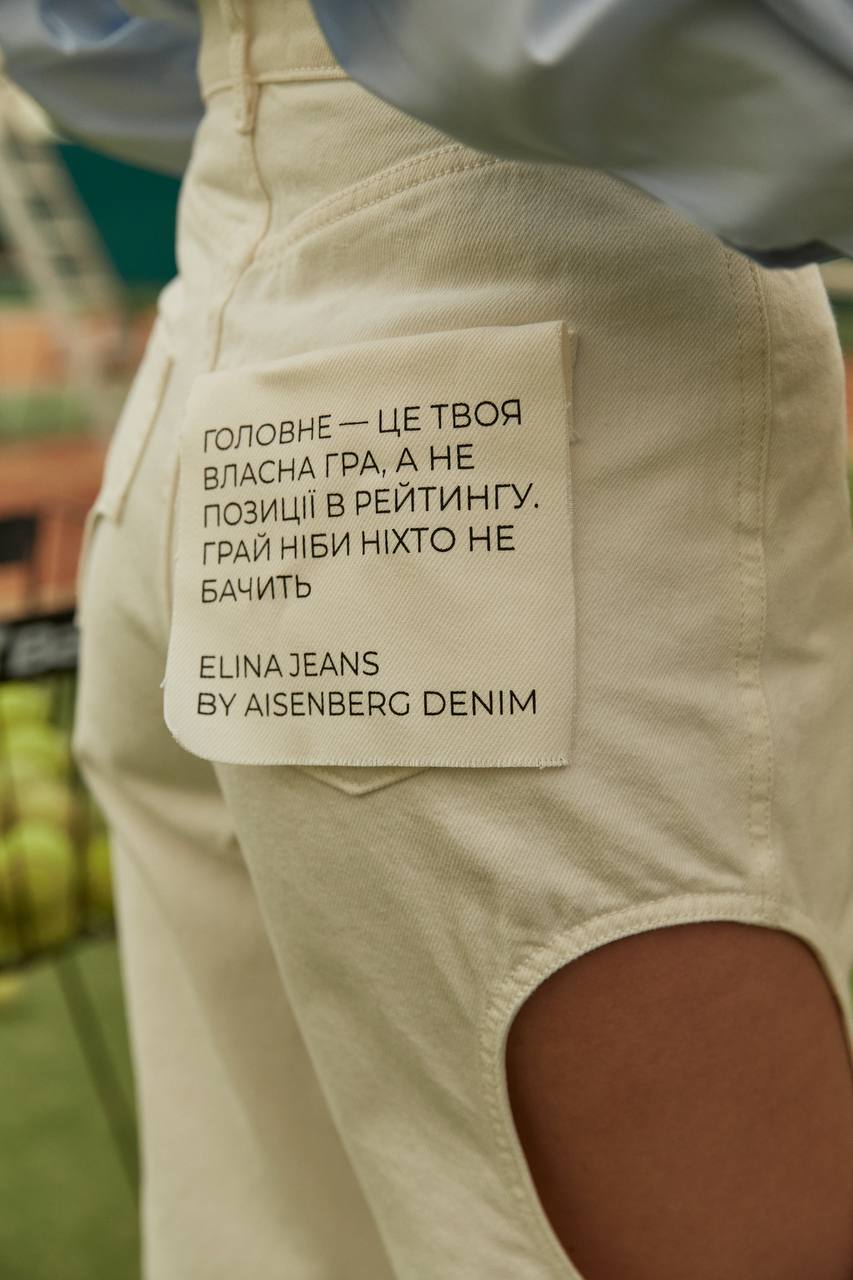 ГОЛОВНЕ — ЦЕ ТВОЯ
ВЛАСНА ГРА, А НЕ
ПОЗИЦІЇ В РЕЙТИНГУ.
ГРАЙ НІБИ НІХТО НЕ
БАЧИТЬ
ELINA JEANS
BY AISENBERG DENIM